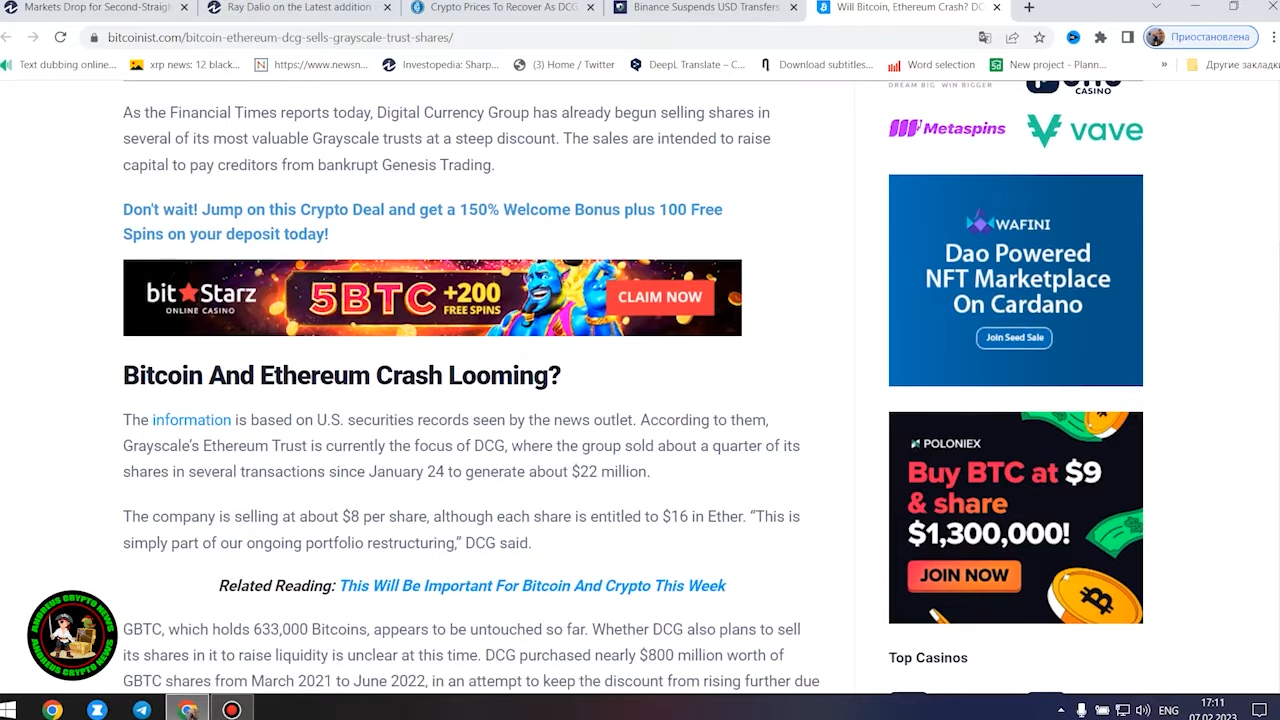 Markets Drop for Second-Straigh
Ray Dalio on the Latest addition
Crypto Prices To Recover As DCG
Binance Suspends USD Transfers
Will Bitcoin, Ethereum Crash? DC
bitcoinist.com/bitcoin-ethereum-dcg-sells-grayscale-trust-shares/
Приостановлена
Text dubbing online...
xrp news: 12 black...
https://www.newsn...
Investopedia: Sharp...
(3) Home / Twitter
DeepL Translate – C...
Download subtitles...
Word selection
New project - Plann...
»
Другие закладки
As the Financial Times reports today, Digital Currency Group has already begun selling shares in
several of its most valuable Grayscale trusts at a steep discount. The sales are intended to raise
capital to pay creditors from bankrupt Genesis Trading.
Don't wait! Jump on this Crypto Deal and get a 150% Welcome Bonus plus 100 Free
Spins on your deposit today!
bit★Starz
ONLINE CASINO
5BTC
+200
FREE SPINS
CLAIM NOW
Bitcoin And Ethereum Crash Looming?
The information is based on U.S. securities records seen by the news outlet. According to them,
Grayscale's Ethereum Trust is currently the focus of DCG, where the group sold about a quarter of its
shares in several transactions since January 24 to generate about $22 million.
The company is selling at about $8 per share, although each share is entitled to $16 in Ether. “This is
simply part of our ongoing portfolio restructuring,” DCG said.
Related Reading: This Will Be Important For Bitcoin And Crypto This Week
GBTC, which holds 633,000 Bitcoins, appears to be untouched so far. Whether DCG also plans to sell
its shares in it to raise liquidity is unclear at this time. DCG purchased nearly $800 million worth of
GBTC shares from March 2021 to June 2022, in an attempt to keep the discount from rising further due
DREAM BIG WIN BIGGER
CASINO
Metaspins
vave
WAFINI
Dao Powered
NFT Marketplace
On Cardano
Join Seed Sale
POLONIEX
Buy BTC at $9
& share
$1,300,000!
JOIN NOW
Top Casinos
ANDREUS CRYPTO NEWS
ANDREUS CRYPTO NEWS
ENG
17:11
07.02.2023